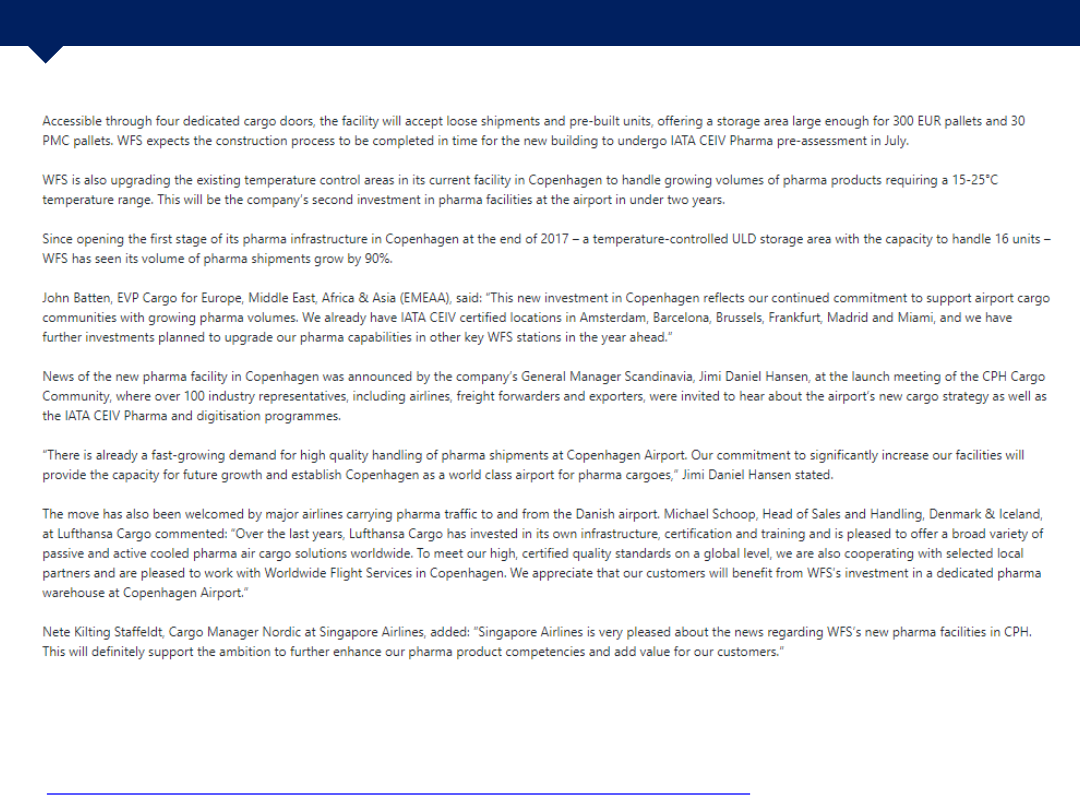 Accessible through four dedicated cargo doors, the facility will accept loose shipments and pre-built units, offering a storage area large enough for 300 EUR pallets and 30
PMC pallets. WFS expects the construction process to be completed in time for the new building to undergo IATA CEIV Pharma pre-assessment in July.
WFS is also upgrading the existing temperature control areas in its current facility in Copenhagen to handle growing volumes of pharma products requiring a 15-25°C
temperature range. This will be the company's second investment in pharma facilities at the airport in under two years.
Since opening the first stage of its pharma infrastructure in Copenhagen at the end of 2017 – a temperature-controlled ULD storage area with the capacity to handle 16 units –
WFS has seen its volume of pharma shipments grow by 90%.
John Batten, EVP Cargo for Europe, Middle East, Africa & Asia (EMEAA), said: "This new investment in Copenhagen reflects our continued commitment to support airport cargo
communities with growing pharma volumes. We already have IATA CEIV certified locations in Amsterdam, Barcelona, Brussels, Frankfurt, Madrid and Miami, and we have
further investments planned to upgrade our pharma capabilities in other key WFS stations in the year ahead."
News of the new pharma facility in Copenhagen was announced by the company's General Manager Scandinavia, Jimi Daniel Hansen, at the launch meeting of the CPH Cargo
Community, where over 100 industry representatives, including airlines, freight forwarders and exporters, were invited to hear about the airport's new cargo strategy as well as
the IATA CEIV Pharma and digitisation programmes.
"There is already a fast-growing demand for high quality handling of pharma shipments at Copenhagen Airport. Our commitment to significantly increase our facilities will
provide the capacity for future growth and establish Copenhagen as a world class airport for pharma cargoes," Jimi Daniel Hansen stated.
The move has also been welcomed by major airlines carrying pharma traffic to and from the Danish airport. Michael Schoop, Head of Sales and Handling, Denmark & Iceland,
at Lufthansa Cargo commented: "Over the last years, Lufthansa Cargo has invested in its own infrastructure, certification and training and is pleased to offer a broad variety of
passive and active cooled pharma air cargo solutions worldwide. To meet our high, certified quality standards on a global level, we are also cooperating with selected local
partners and are pleased to work with Worldwide Flight Services in Copenhagen. We appreciate that our customers will benefit from WFS's investment in a dedicated pharma
warehouse at Copenhagen Airport."
Nete Kilting Staffeldt, Cargo Manager Nordic at Singapore Airlines, added: "Singapore Airlines is very pleased about the news regarding WFS's new pharma facilities in CPH.
This will definitely support the ambition to further enhance our pharma product competencies and add value for our customers."